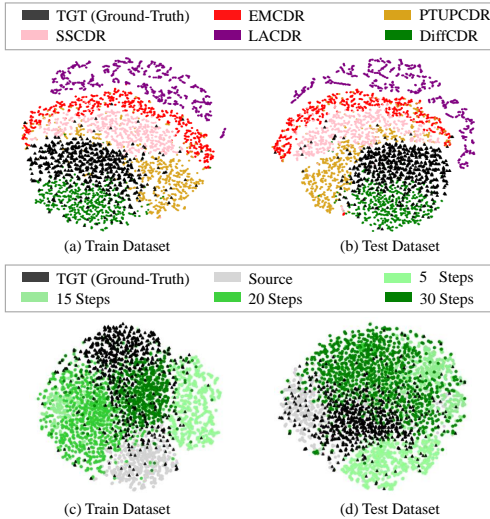 TGT (Ground-Truth) EMCDR PTUPCDR
SSCDR LACDR DiffCDR
(a) Train Dataset (b) Test Dataset
TGT (Ground-Truth) Source 5 Steps
15 Steps 20 Steps 30 Steps
(c) Train Dataset (d) Test Dataset